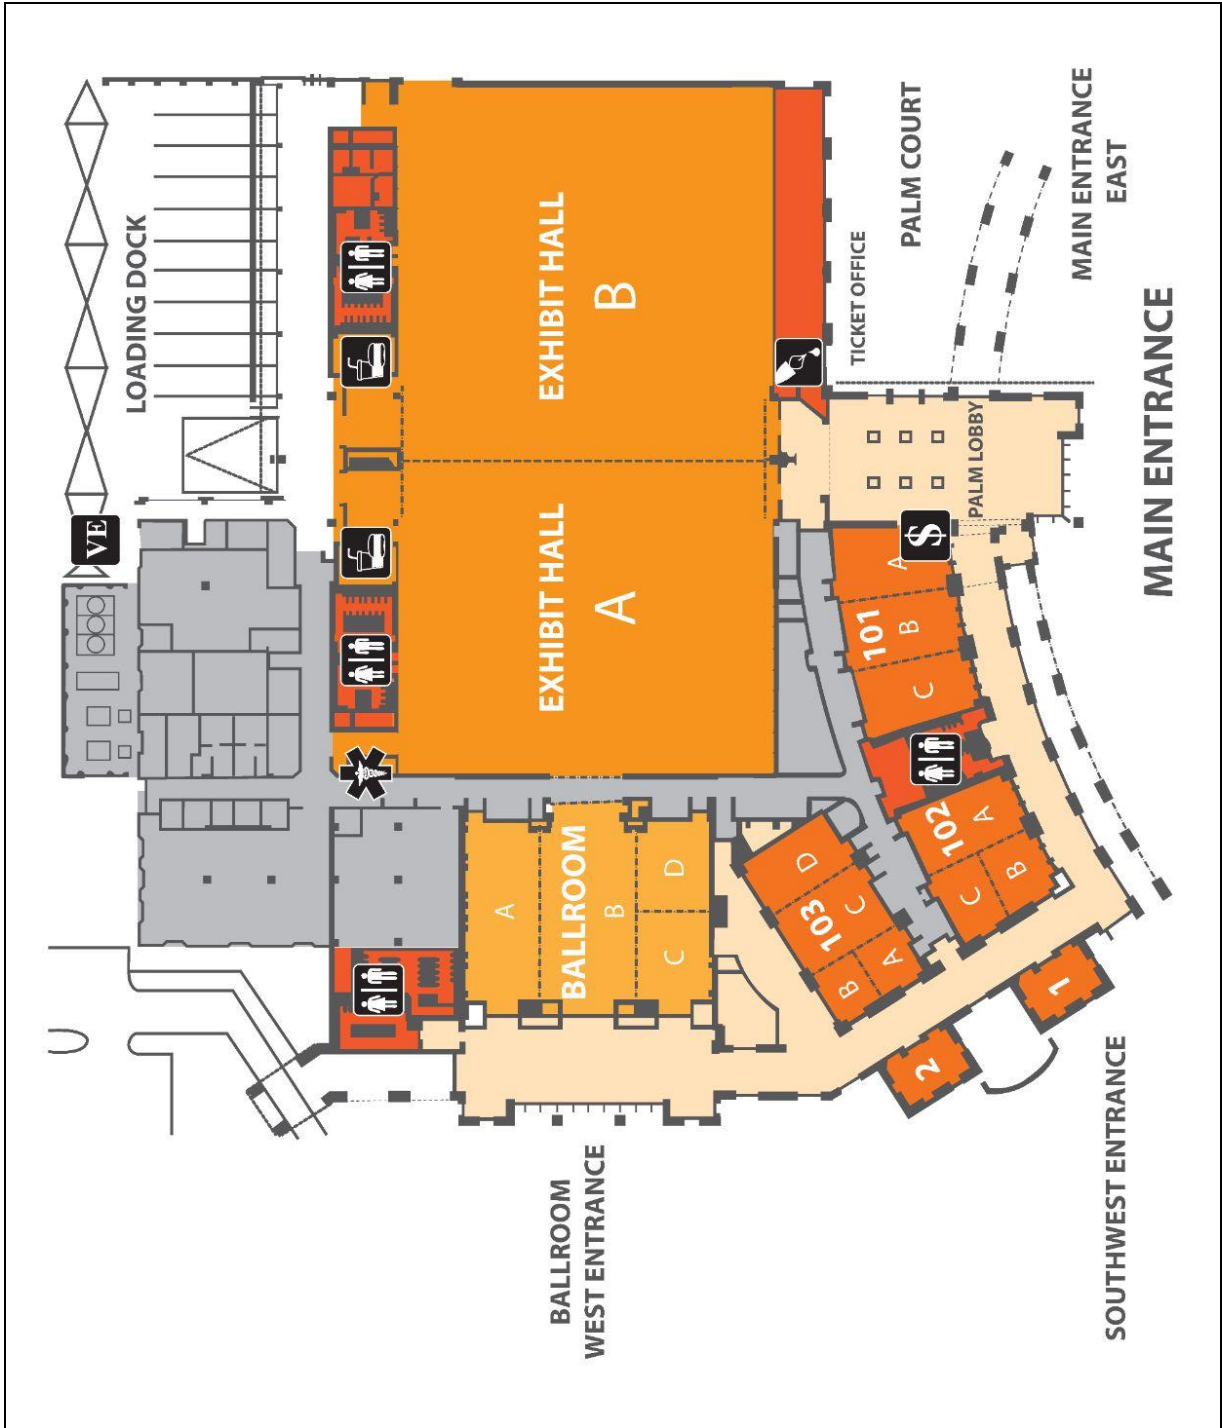 LOADING DOCK
VE
EXHIBIT HALL
B
EXHIBIT HALL
A
PALM COURT
MAIN ENTRANCE
EAST
TICKET OFFICE
PALM LOBBY
MAIN ENTRANCE
$
101
A
B
C
102
A
B
C
103
D
C
A
B
BALLROOM
A
B
C
D
1
2
BALLROOM
WEST ENTRANCE
SOUTHWEST ENTRANCE